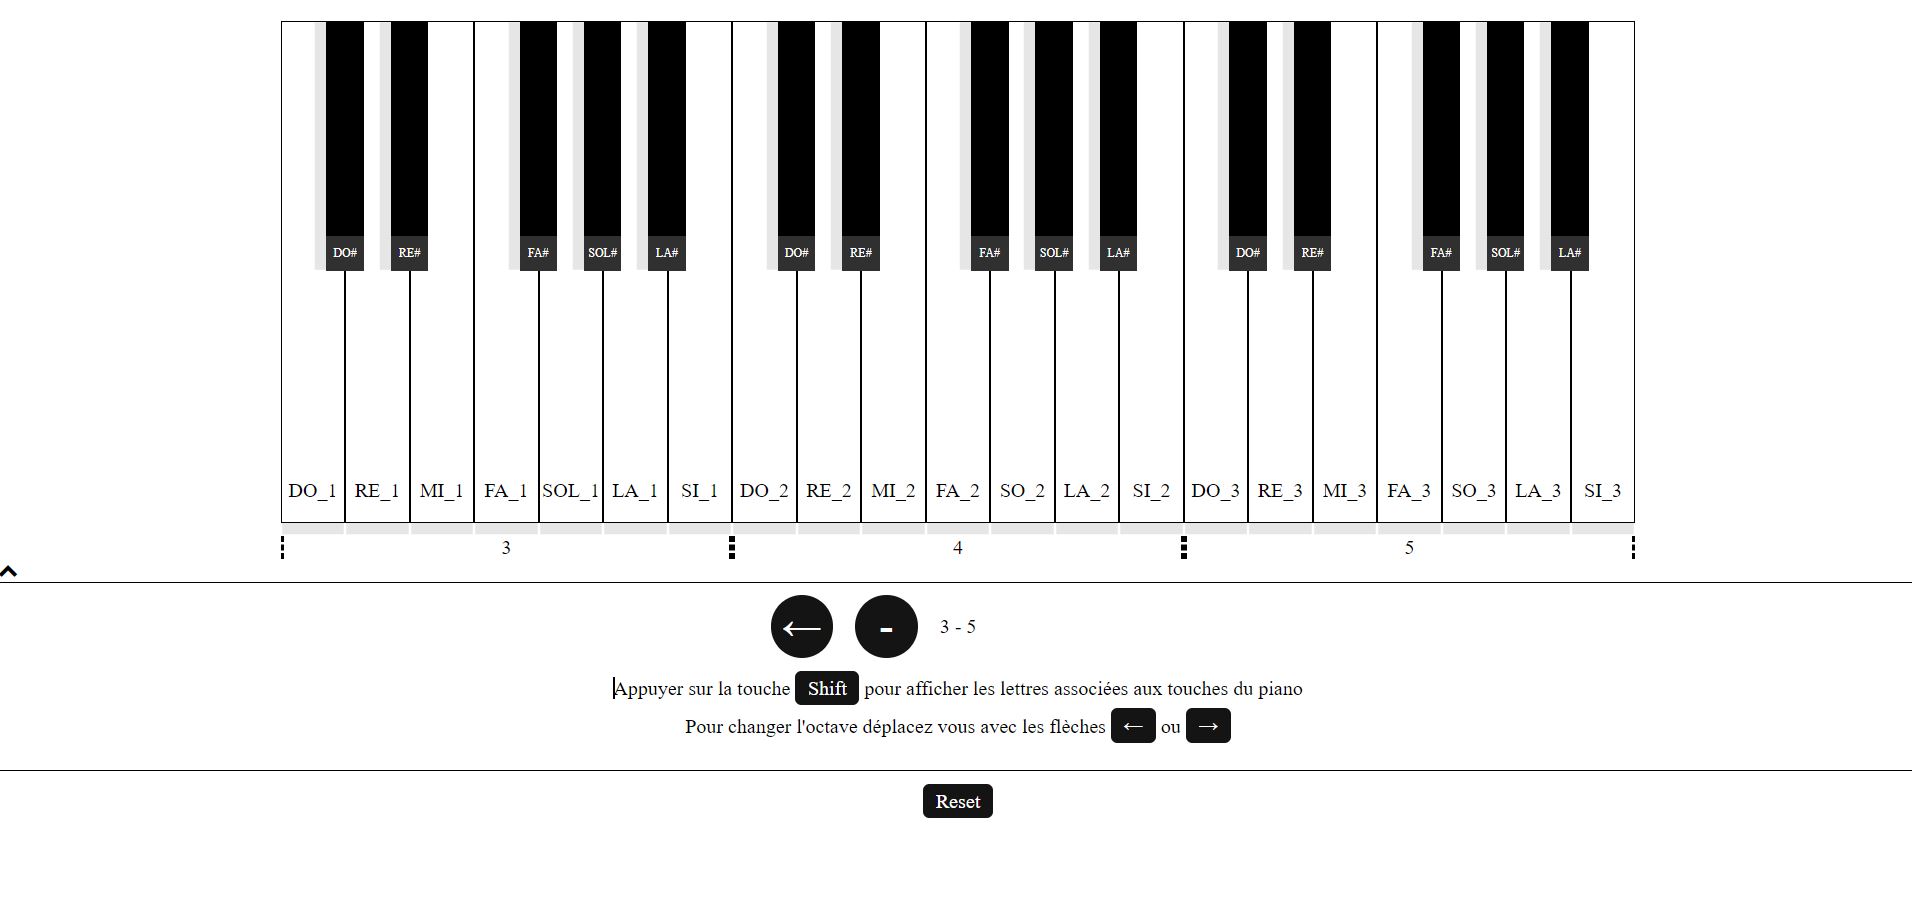 DO# RE# FA# SOL# LA# DO# RE# FA# SOL# LA# DO# RE# FA# SOL# LA#
DO_1 RE_1 MI_1 FA_1 SOL_1 LA_1 SI_1 DO_2 RE_2 MI_2 FA_2 SO_2 LA_2 SI_2 DO_3 RE_3 MI_3 FA_3 SO_3 LA_3 SI_3
3 4 5
← - 3 - 5
Appuyer sur la touche Shift pour afficher les lettres associées aux touches du piano
Pour changer l'octave déplacez vous avec les flèches ← ou →
Reset